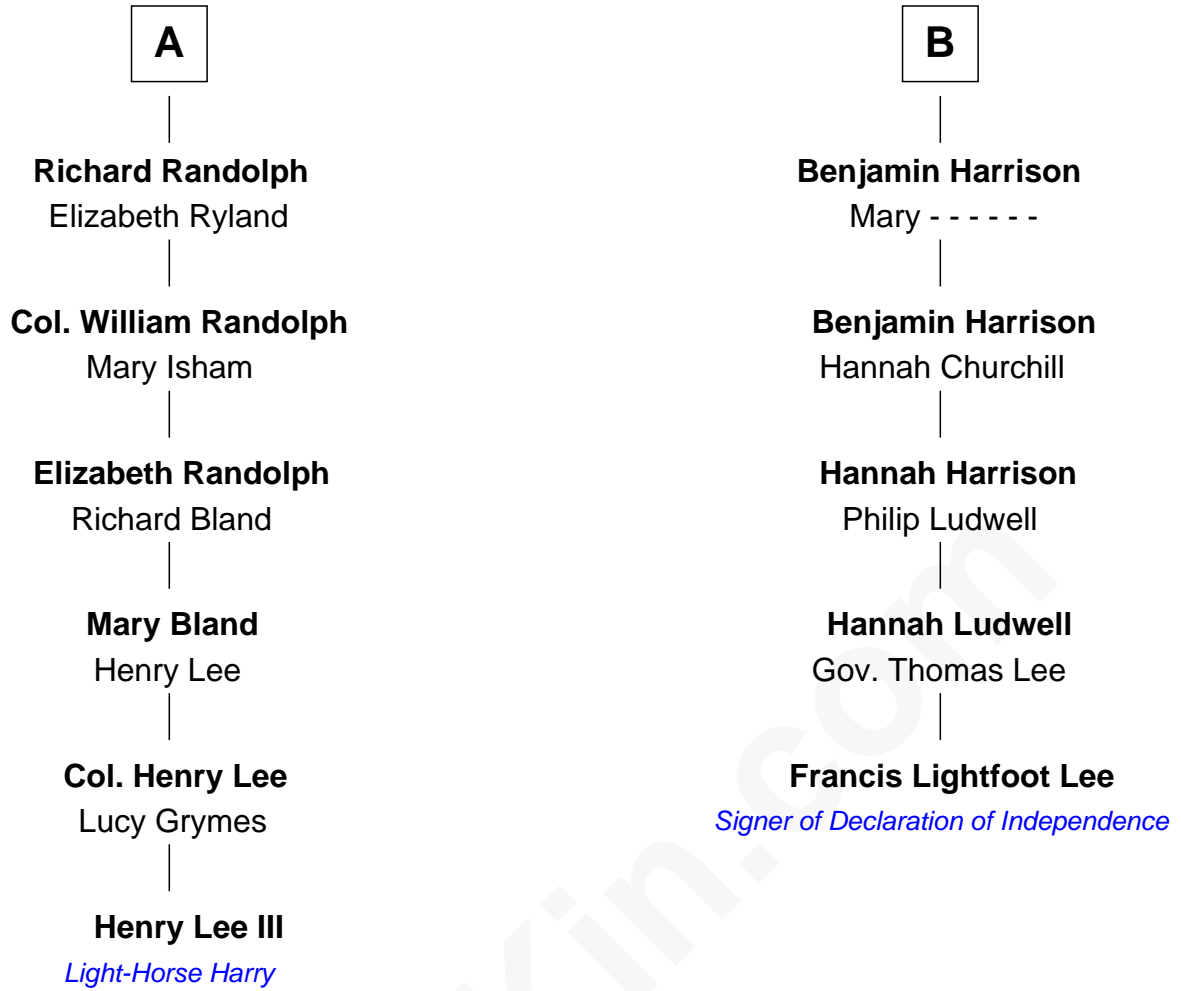 A
Richard Randolph
Elizabeth Ryland
Col. William Randolph
Mary Isham
Elizabeth Randolph
Richard Bland
Mary Bland
Henry Lee
Col. Henry Lee
Lucy Grymes
Henry Lee III
Light-Horse Harry
B
Benjamin Harrison
Mary - - - - - -
Benjamin Harrison
Hannah Churchill
Hannah Harrison
Philip Ludwell
Hannah Ludwell
Gov. Thomas Lee
Francis Lightfoot Lee
Signer of Declaration of Independence
Kin.com